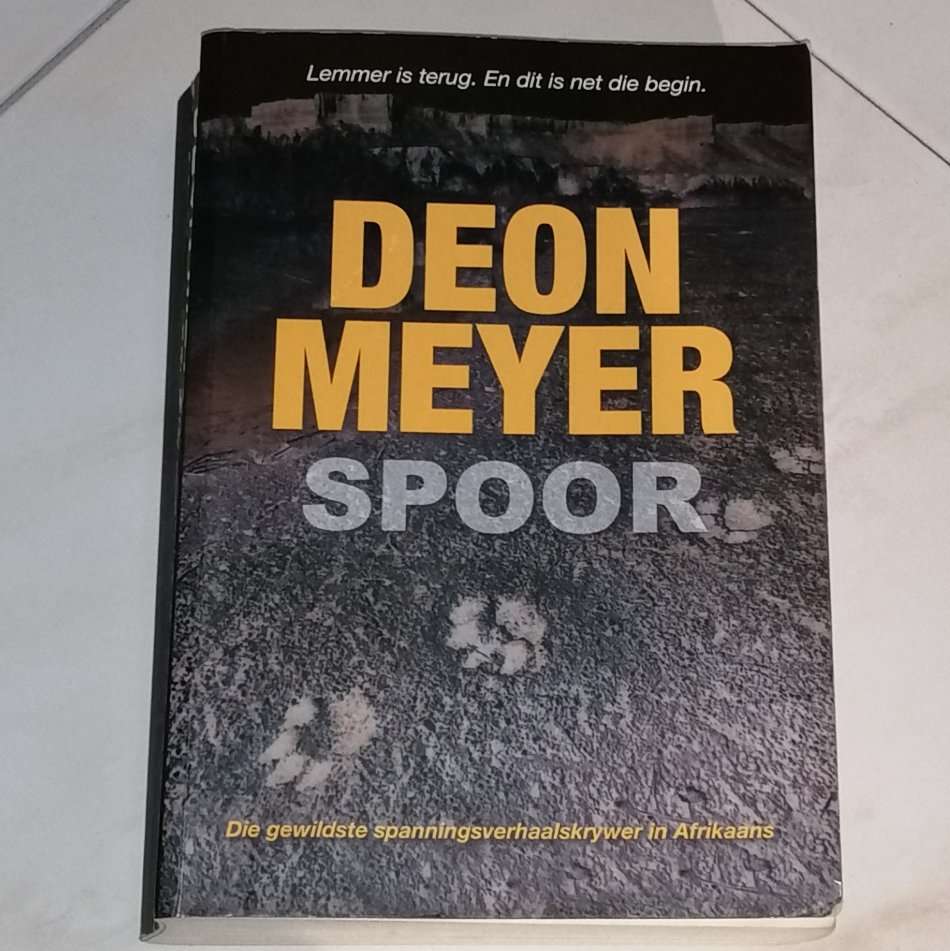 Lemmer is terug. En dit is net die begin.
DEON
MEYER
SPOOR
Die gewildste spanningsverhaalskrywer in Afrikaans